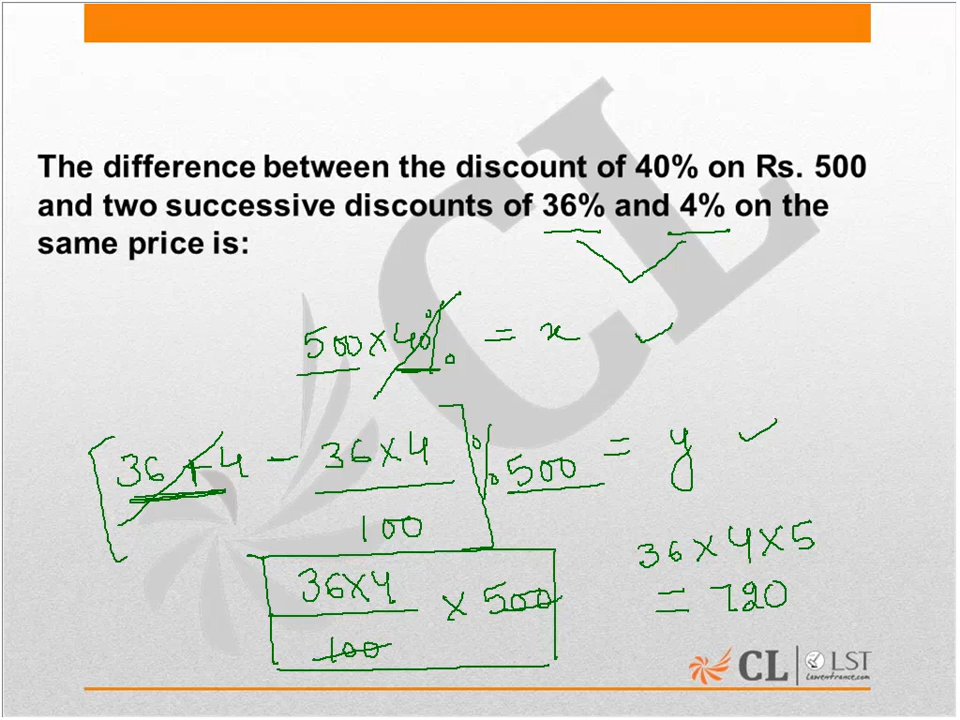 The difference between the discount of 40% on Rs. 500
and two successive discounts of 36% and 4% on the
same price is:
500 × 40% = x
[36 + 4 - 36 × 4 / 100]% 500 = y
36 × 4 / 100 × 500
36 × 4 × 5
= 720
CL | LST